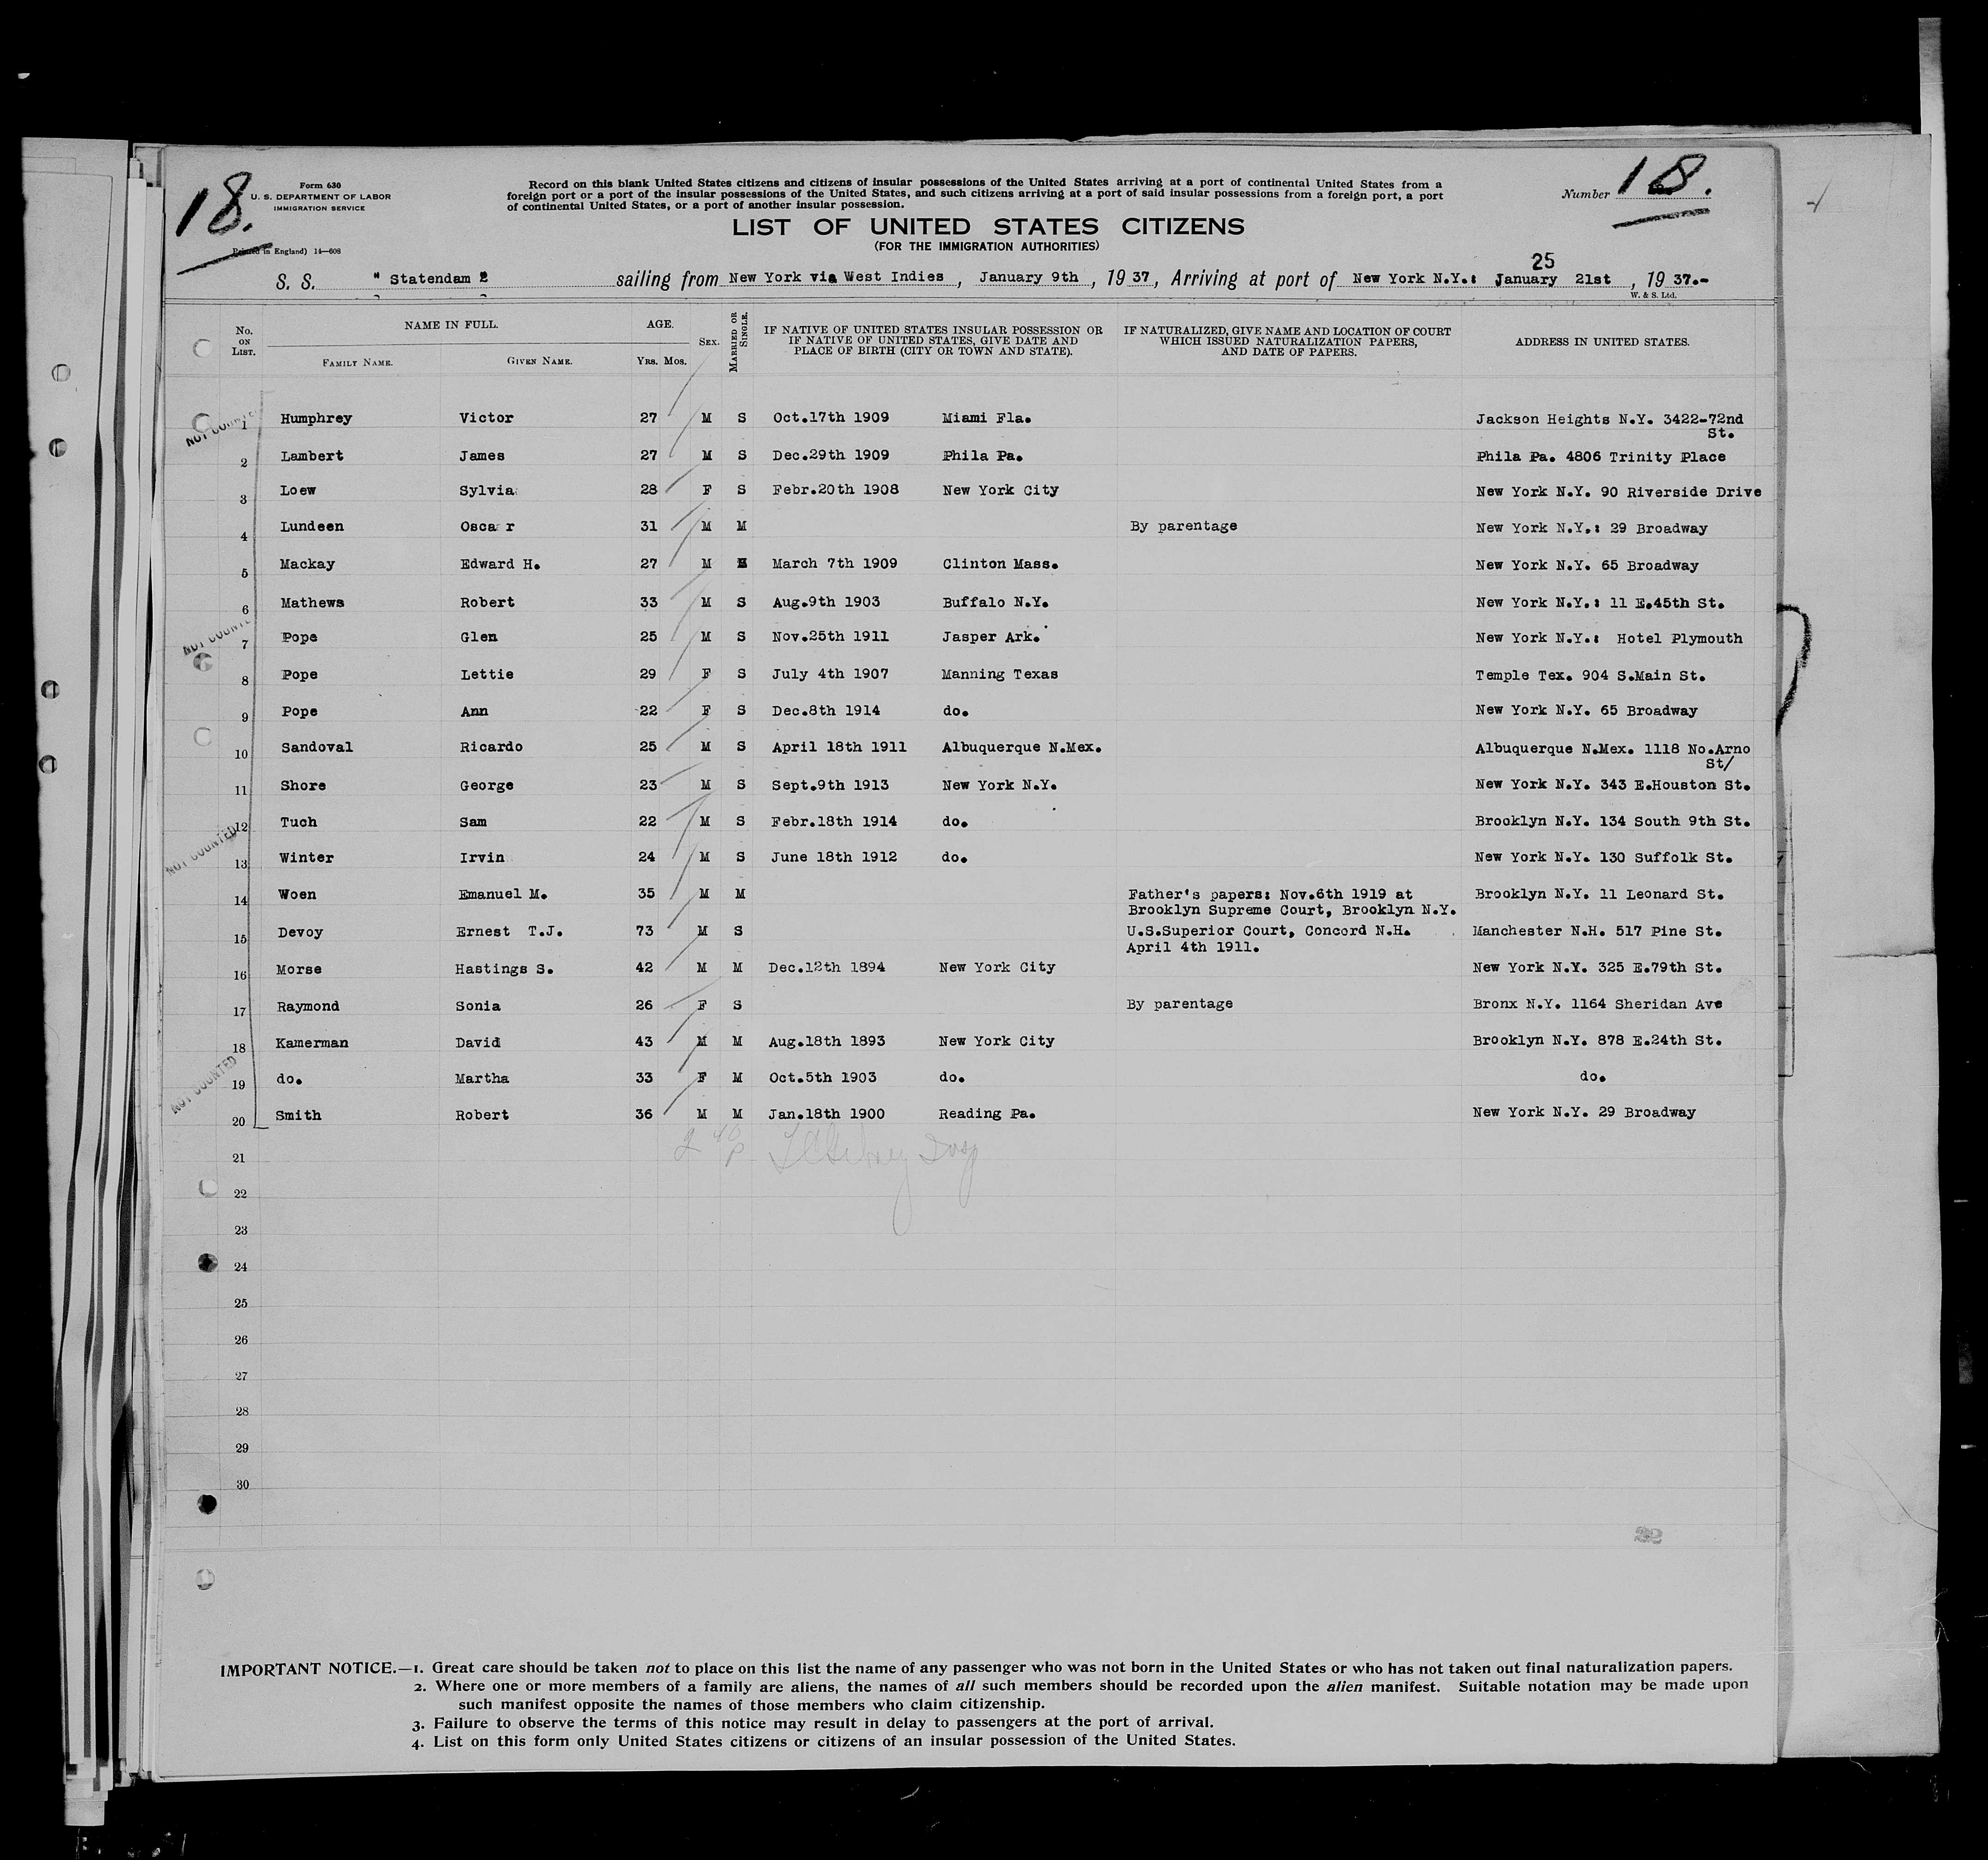 18.
Form 630
U. S. DEPARTMENT OF LABOR
IMMIGRATION SERVICE
in England) 14—608
Record on this blank United States citizens and citizens of insular possessions of the United States arriving at a port of continental United States from a
foreign port or a port of the insular possessions of the United States, and such citizens arriving at a port of said insular possessions from a foreign port, a port
of continental United States, or a port of another insular possession.
Number 18.
LIST OF UNITED STATES CITIZENS
(FOR THE IMMIGRATION AUTHORITIES)
25
S. S. " Statendam 2 sailing from New York via West Indies , January 9th , 19 37 , Arriving at port of New York N.Y.: January 21st , 19 37.-
W. & S. Ltd.
No. ON LIST. NAME IN FULL. FAMILY NAME. GIVEN NAME. AGE. YRS. MOS. SEX. MARRIED OR SINGLE. IF NATIVE OF UNITED STATES INSULAR POSSESSION OR IF NATIVE OF UNITED STATES, GIVE DATE AND PLACE OF BIRTH (CITY OR TOWN AND STATE). IF NATURALIZED, GIVE NAME AND LOCATION OF COURT WHICH ISSUED NATURALIZATION PAPERS, AND DATE OF PAPERS. ADDRESS IN UNITED STATES.
NOT COUNTE
1 Humphrey Victor 27 M S Oct.17th 1909 Miami Fla. Jackson Heights N.Y. 3422-72nd
St.
2 Lambert James 27 M S Dec.29th 1909 Phila Pa. Phila Pa. 4806 Trinity Place
3 Loew Sylvia 28 F S Febr.20th 1908 New York City New York N.Y. 90 Riverside Drive
4 Lundeen Osca r 31 M M By parentage New York N.Y.: 29 Broadway
5 Mackay Edward H. 27 M March 7th 1909 Clinton Mass. New York N.Y. 65 Broadway
6 Mathews Robert 33 M S Aug.9th 1903 Buffalo N.Y. New York N.Y.: 11 E.45th St.
NOT COUNTE
7 Pope Glen 25 M S Nov.25th 1911 Jasper Ark. New York N.Y.: Hotel Plymouth
8 Pope Lettie 29 F S July 4th 1907 Manning Texas Temple Tex. 904 S.Main St.
9 Pope Ann 22 F S Dec.8th 1914 do. New York N.Y. 65 Broadway
10 Sandoval Ricardo 25 M S April 18th 1911 Albuquerque N.Mex. Albuquerque N.Mex. 1118 No.Arno
St/
11 Shore George 23 M S Sept.9th 1913 New York N.Y. New York N.Y. 343 E.Houston St.
12 Tuch Sam 22 M S Febr.18th 1914 do. Brooklyn N.Y. 134 South 9th St.
NOT COUNTED
13 Winter Irvin 24 M S June 18th 1912 do. New York N.Y. 130 Suffolk St.
14 Woen Emanuel M. 35 M M Father's papers: Nov.6th 1919 at Brooklyn N.Y. 11 Leonard St.
Brooklyn Supreme Court, Brooklyn N.Y.
15 Devoy Ernest T.J. 73 M S U.S.Superior Court, Concord N.H. Manchester N.H. 517 Pine St.
April 4th 1911.
16 Morse Hastings S. 42 M M Dec.12th 1894 New York City New York N.Y. 325 E.79th St.
17 Raymond Sonia 26 F S By parentage Bronx N.Y. 1164 Sheridan Ave
18 Kamerman David 43 M M Aug.18th 1893 New York City Brooklyn N.Y. 878 E.24th St.
NOT COUNTED
19 do. Martha 33 F M Oct.5th 1903 do. do.
20 Smith Robert 36 M M Jan.18th 1900 Reading Pa. New York N.Y. 29 Broadway
21
22
23
24
25
26
27
28
29
30
IMPORTANT NOTICE.—1. Great care should be taken not to place on this list the name of any passenger who was not born in the United States or who has not taken out final naturalization papers.
2. Where one or more members of a family are aliens, the names of all such members should be recorded upon the alien manifest. Suitable notation may be made upon
such manifest opposite the names of those members who claim citizenship.
3. Failure to observe the terms of this notice may result in delay to passengers at the port of arrival.
4. List on this form only United States citizens or citizens of an insular possession of the United States.